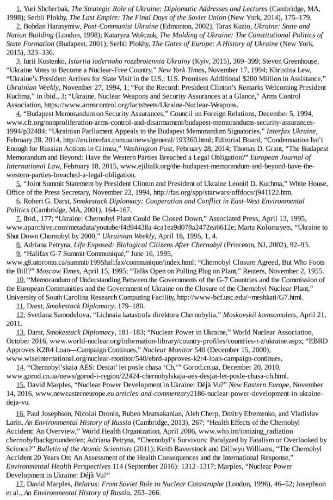 1. Yuri Shcherbak, The Strategic Role of Ukraine: Diplomatic Addresses and Lectures (Cambridge, MA,
1998); Serhii Plokhy, The Last Empire: The Final Days of the Soviet Union (New York, 2014), 175–179.
2. Bohdan Harasymiw, Post-Communist Ukraine (Edmonton, 2002); Taras Kuzio, Ukraine: State and
Nation Building (London, 1998); Kataryna Wolczuk, The Molding of Ukraine: The Constitutional Politics of
State Formation (Budapest, 2001); Serhii Plokhy, The Gates of Europe: A History of Ukraine (New York,
2015), 323–336.
3. Iurii Kostenko, Istoriia iadernoho rozzbroiennia Ukraïny (Kyiv, 2015), 369–399; Steven Greenhouse,
"Ukraine Votes to Become a Nuclear-Free Country," New York Times, November 17, 1994; Khristina Lew,
"Ukraine's President Arrives for State Visit in the U.S.: U.S. Promises Additional $200 Million in Assistance,"
Ukrainian Weekly, November 27, 1994, 1; "For the Record: President Clinton's Remarks Welcoming President
Kuchma," in ibid., 3; "Ukraine, Nuclear Weapons and Security Assurances at a Glance," Arms Control
Association, https://www.armscontrol.org/factsheets/Ukraine-Nuclear-Weapons.
4. "Budapest Memorandum on Security Assurances," Council on Foreign Relations, December 5, 1994,
www.cfr.org/nonproliferation-arms-control-and-disarmament/budapest-memorandums-security-assurances-
1994/p32484; "Ukrainian Parliament Appeals to the Budapest Memorandum Signatories," Interfax Ukraine,
February 28, 2014, http://en.interfax.com.ua/news/general/193360.html; Editorial Board, "Condemnation Isn't
Enough for Russian Actions in Crimea," Washington Post, February 28, 2014; Thomas D. Grant, "The Budapest
Memorandum and Beyond: Have the Western Parties Breached a Legal Obligation?" European Journal of
International Law, February 18, 2015, www.ejiltalk.org/the-budapest-memorandum-and-beyond-have-the-
western-parties-breached-a-legal-obligation.
5. "Joint Summit Statement by President Clinton and President of Ukraine Leonid D. Kuchma," White House,
Office of the Press Secretary, November 22, 1994, http://fas.org/spp/starwars/offdocs/j941122.htm.
6. Robert G. Darst, Smokestack Diplomacy: Cooperation and Conflict in East-West Environmental
Politics (Cambridge, MA, 2001), 164–167.
7. Ibid., 177; "Ukraine: Chernobyl Plant Could Be Closed Down," Associated Press, April 13, 1995,
Marta Kolomayets, "Ukraine to
Shut Down Chornobyl by 2000," Ukrainian Weekly, April 16, 1995, 1, 4.
8. Adriana Petryna, Life Exposed: Biological Citizens After Chernobyl (Princeton, NJ, 2002), 92–93.
9. "Halifax G-7 Summit Communiqué," June 16, 1995,
www.g8.utoronto.ca/summit/1995halifax/communique/index.html; "Chernobyl Closure Agreed, But Who Foots
the Bill?" Moscow Times, April 15, 1995; "Talks Open on Pulling Plug on Plant," Reuters, November 2, 1955.
10. "Memorandum of Understanding Between the Governments of the G-7 Countries and the Commission of
the European Communities and the Government of Ukraine on the Closure of the Chernobyl Nuclear Plant,"
University of South Carolina Research Computing Facility, http://www-bcf.usc.edu/~meshkati/G7.html.
11. Darst, Smokestack Diplomacy, 179–180.
12. Svetlana Samodelova, "Lichnaia katastrofa direktora Chernobylia," Moskovskii komsomolets, April 21,
2011.
13. Darst, Smokestack Diplomacy, 181–183; "Nuclear Power in Ukraine," World Nuclear Association,
October 2016, www.world-nuclear.org/information-library/country-profiles/countries-t-z/ukraine.aspx; "EBRD
Approves K2R4 Loan—Campaign Continues," Nuclear Monitor 540 (December 15, 2000),
www.wiseinternational.org/nuclear-monitor/540/ebrd-approves-k2r4-loan-campaign-continues.
14. "Chernobyl'skaia AES: Desiat' let posle chasa 'Ch,'" Gorod.cn.ua, December 20, 2010,
www.gorod.cn.ua/news/gorod-i-region/22424-chernobylskaja-aes-desjat-let-posle-chasa-ch.html.
15. David Marples, "Nuclear Power Development in Ukraine: Déjà Vu?" New Eastern Europe, November
14, 2016, www.neweasterneurope.eu articles-and-commentary2186-nuclear-power-development-in-ukraine-
deja-vu.
16. Paul Josephson, Nicolai Dronin, Ruben Mnatsakanian, Aleh Cherp, Dmitry Efremenko, and Vladislav
Larin, An Environmental History of Russia (Cambridge, 2013), 267; "Health Effects of the Chernobyl
Accident: An Overview," World Health Organization, April 2006, www.who.int/ionizing_radiation
chernobyl/backgrounder/en; Adriana Petryna, "Chernobyl's Survivors: Paralyzed by Fatalism or Overlooked by
Science?" Bulletin of the Atomic Scientists (2011); Keith Baverstock and Dillwyn Williams, "The Chernobyl
Accident 20 Years On: An Assessment of the Health Consequences and the International Response,"
Environmental Health Perspectives 114 (September 2016): 1312–1317; Marples, "Nuclear Power
Development in Ukraine: Déjà Vu?"
17. David Marples, Belarus: From Soviet Rule to Nuclear Catastrophe (London, 1996), 46–52; Josephson
et al., An Environmental History of Russia, 263–266.